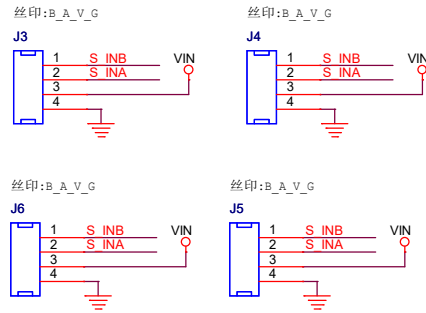 丝印:B_A_V_G 丝印:B_A_V_G
J3 J4
1 S_INB VIN 1 S_INB VIN
2 S_INA 2 S_INA
3 3
4 4
丝印:B_A_V_G 丝印:B_A_V_G
J6 J5
1 S_INB VIN 1 S_INB VIN
2 S_INA 2 S_INA
3 3
4 4